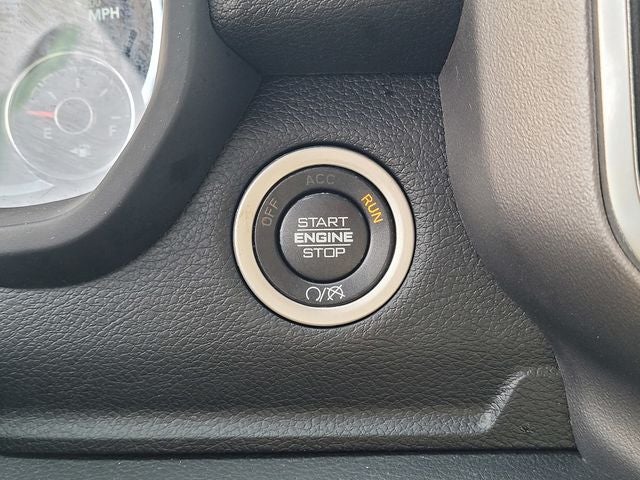 MPH
E F
OFF ACC RUN
START
ENGINE
STOP